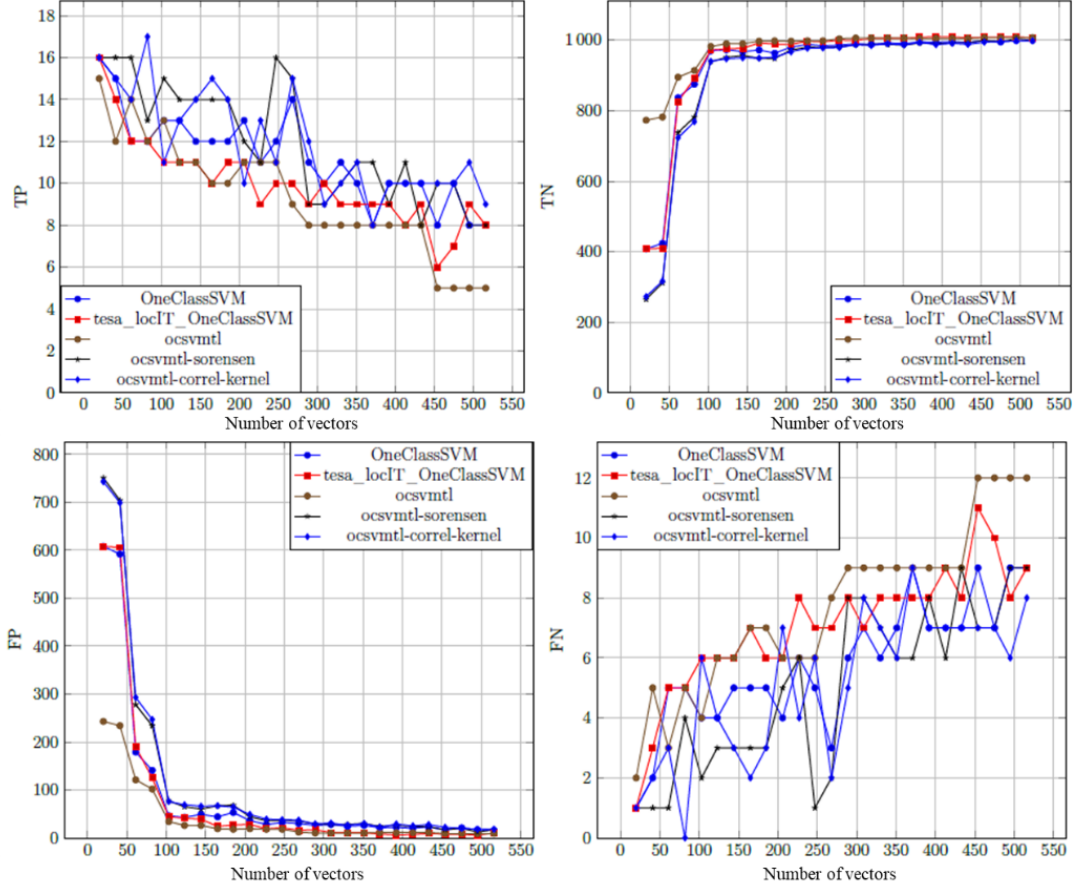 18
16
14
12
10
8
6
4
2
0
TP
OneClassSVM
tesa_locIT_OneClassSVM
ocsvmtl
ocsvmtl-sorensen
ocsvmtl-correl-kernel
0 50 100 150 200 250 300 350 400 450 500 550
Number of vectors
1 000
800
600
400
200
0
TN
OneClassSVM
tesa_locIT_OneClassSVM
ocsvmtl
ocsvmtl-sorensen
ocsvmtl-correl-kernel
0 50 100 150 200 250 300 350 400 450 500 550
Number of vectors
800
700
600
500
400
300
200
100
0
FP
OneClassSVM
tesa_locIT_OneClassSVM
ocsvmtl
ocsvmtl-sorensen
ocsvmtl-correl-kernel
0 50 100 150 200 250 300 350 400 450 500 550
Number of vectors
12
10
8
6
4
2
0
FN
OneClassSVM
tesa_locIT_OneClassSVM
ocsvmtl
ocsvmtl-sorensen
ocsvmtl-correl-kernel
0 50 100 150 200 250 300 350 400 450 500 550
Number of vectors